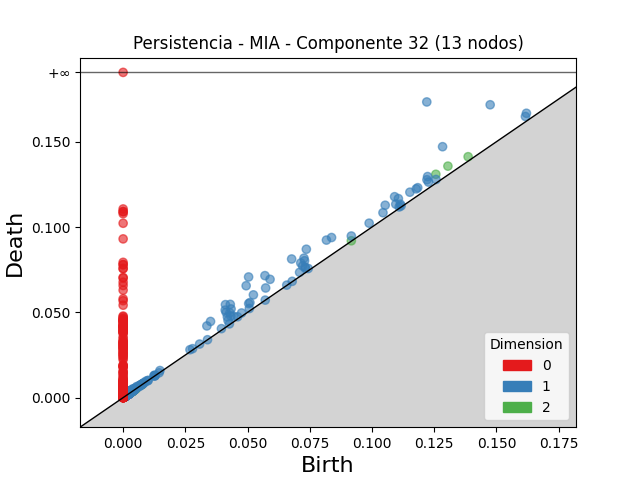 Persistencia - MIA - Componente 32 (13 nodos)
+∞
0.150
0.100
0.050
0.000
Death
Dimension
0
1
2
0.000 0.025 0.050 0.075 0.100 0.125 0.150 0.175
Birth